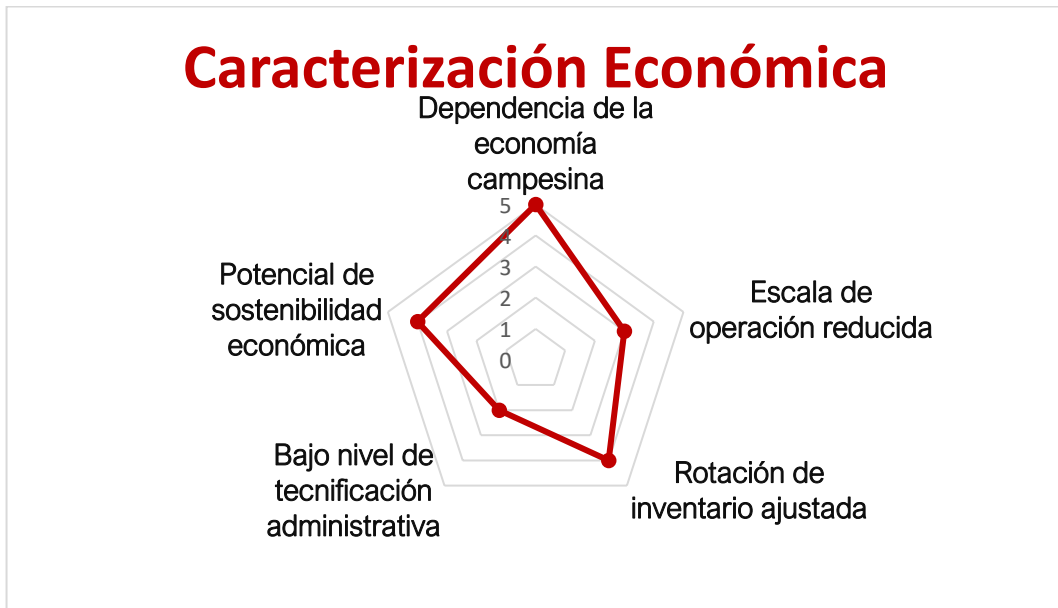 Caracterización Económica
Dependencia de la
economía
campesina
5
4
3
2
1
0
Escala de
operación reducida
Rotación de
inventario ajustada
Bajo nivel de
tecnificación
administrativa
Potencial de
sostenibilidad
económica